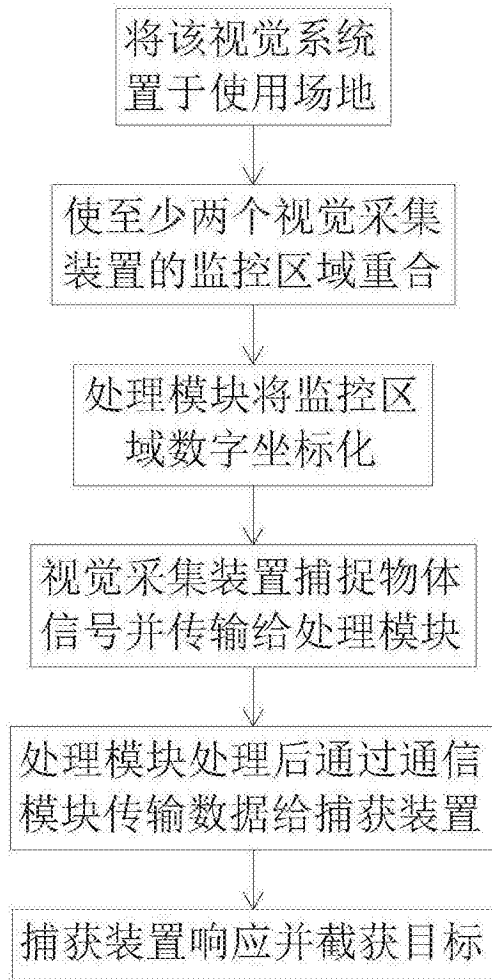 将该视觉系统
置于使用场地
使至少两个视觉采集
装置的监控区域重合
处理模块将监控区
域数字坐标化
视觉采集装置捕捉物体
信号并传输给处理模块
处理模块处理后通过通信
模块传输数据给捕获装置
捕获装置响应并截获目标